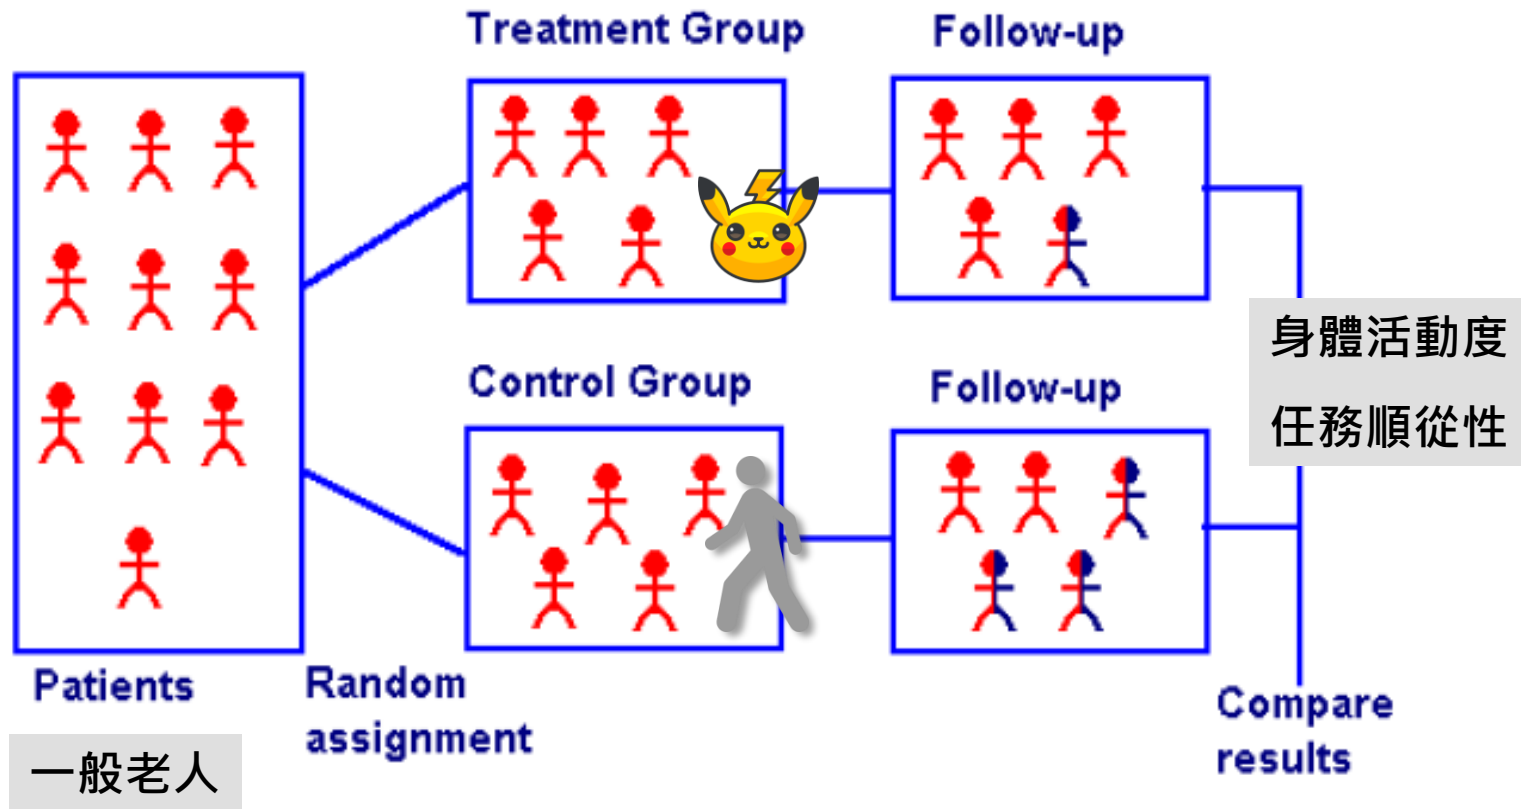 Treatment Group
Follow-up
Control Group
Follow-up
身體活動度
任務順從性
Patients
Random
assignment
Compare
results
一般老人